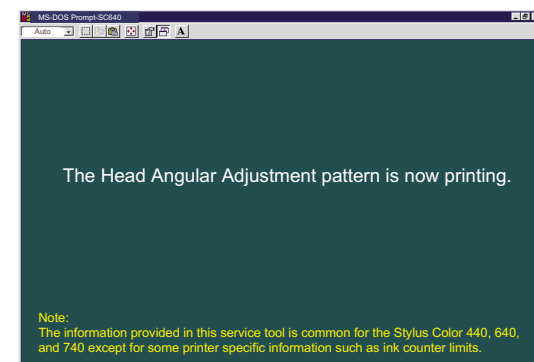 MS-DOS Prompt-SC640
Auto
A
The Head Angular Adjustment pattern is now printing.
Note:
The information provided in this service tool is common for the Stylus Color 440, 640,
and 740 except for some printer specific information such as ink counter limits.